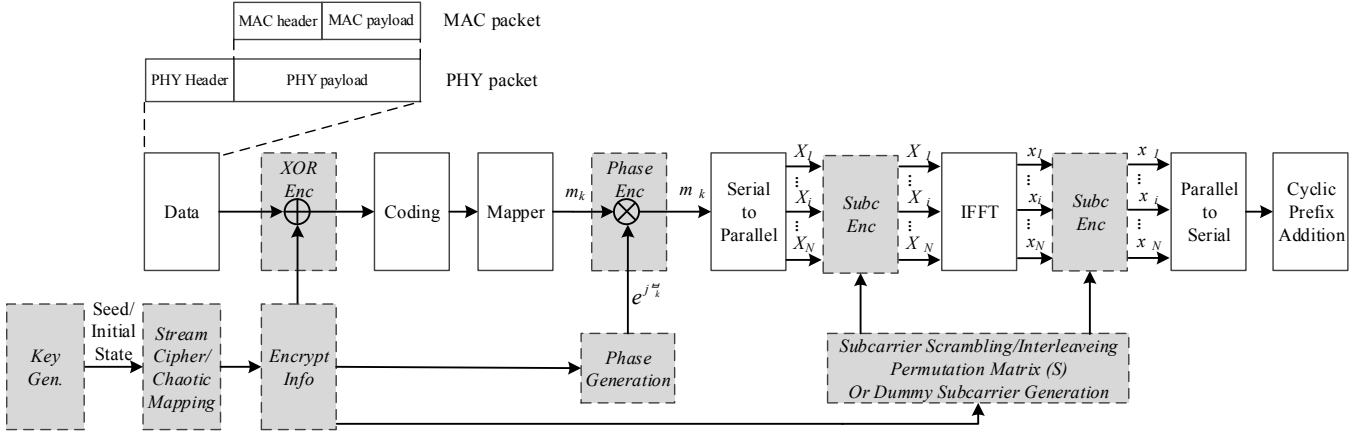 MAC header
MAC payload
MAC packet
PHY Header
PHY payload
PHY packet
Data
XOR
Enc
Coding
Mapper
m_k
Phase
Enc
m_k
Serial
to
Parallel
X_1
X_i
X_N
Subc
Enc
X_1
X_i
X_N
IFFT
x_1
x_i
x_N
Subc
Enc
x_1
x_i
x_N
Parallel
to
Serial
Cyclic
Prefix
Addition
Key
Gen.
Seed/
Initial
State
Stream
Cipher/
Chaotic
Mapping
Encrypt
Info
Phase
Generation
Subcarrier Scrambling/Interleaveing
Permutation Matrix (S)
Or Dummy Subcarrier Generation